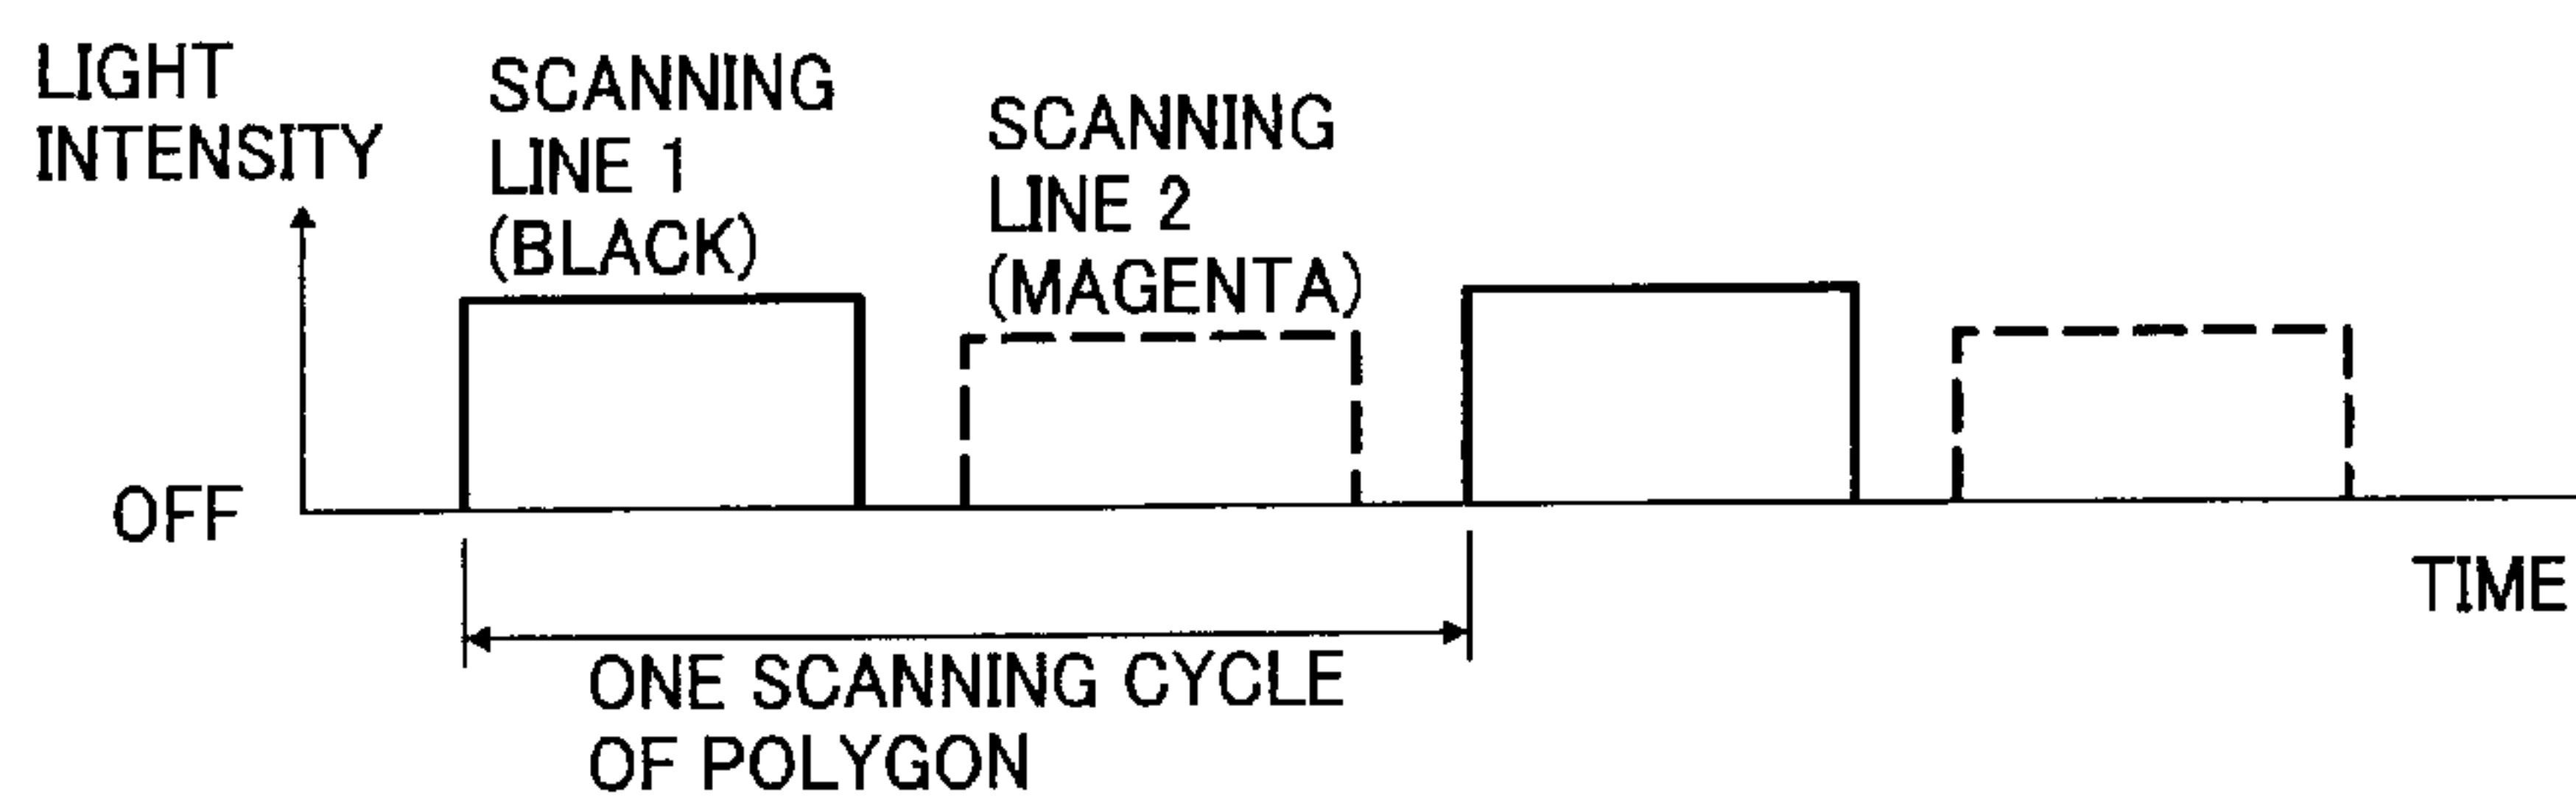 LIGHT
INTENSITY
SCANNING
LINE 1
(BLACK)
SCANNING
LINE 2
(MAGENTA)
OFF
TIME
ONE SCANNING CYCLE
OF POLYGON